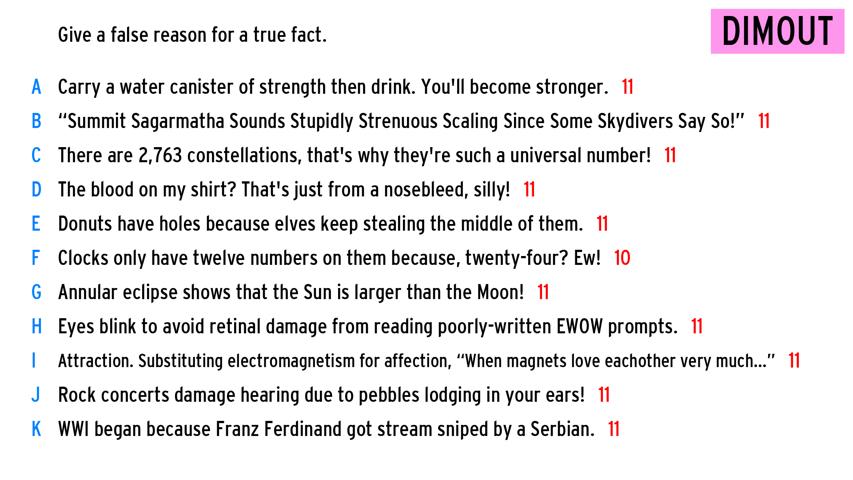 Give a false reason for a true fact.
DIMOUT
A Carry a water canister of strength then drink. You'll become stronger. 11
B “Summit Sagarmatha Sounds Stupidly Strenuous Scaling Since Some Skydivers Say So!” 11
C There are 2,763 constellations, that's why they're such a universal number! 11
D The blood on my shirt? That's just from a nosebleed, silly! 11
E Donuts have holes because elves keep stealing the middle of them. 11
F Clocks only have twelve numbers on them because, twenty-four? Ew! 10
G Annular eclipse shows that the Sun is larger than the Moon! 11
H Eyes blink to avoid retinal damage from reading poorly-written EWOW prompts. 11
I Attraction. Substituting electromagnetism for affection, “When magnets love eachother very much...” 11
J Rock concerts damage hearing due to pebbles lodging in your ears! 11
K WWI began because Franz Ferdinand got stream sniped by a Serbian. 11